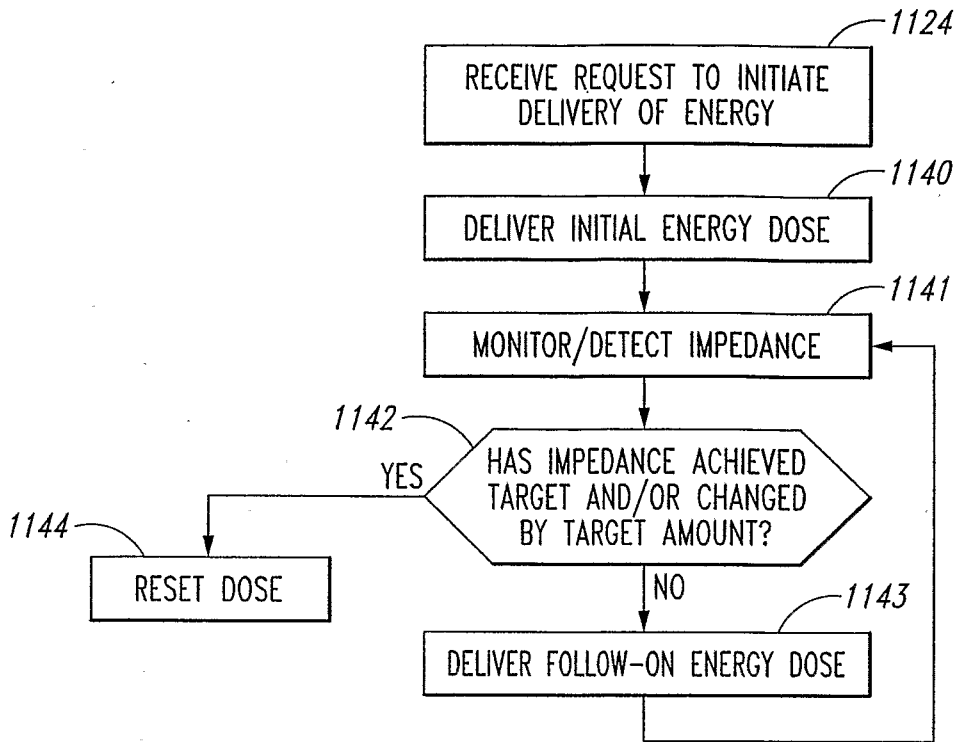 1124
RECEIVE REQUEST TO INITIATE
DELIVERY OF ENERGY
1140
DELIVER INITIAL ENERGY DOSE
1141
MONITOR/DETECT IMPEDANCE
1142
HAS IMPEDANCE ACHIEVED
TARGET AND/OR CHANGED
BY TARGET AMOUNT?
YES
1144
RESET DOSE
NO
1143
DELIVER FOLLOW-ON ENERGY DOSE